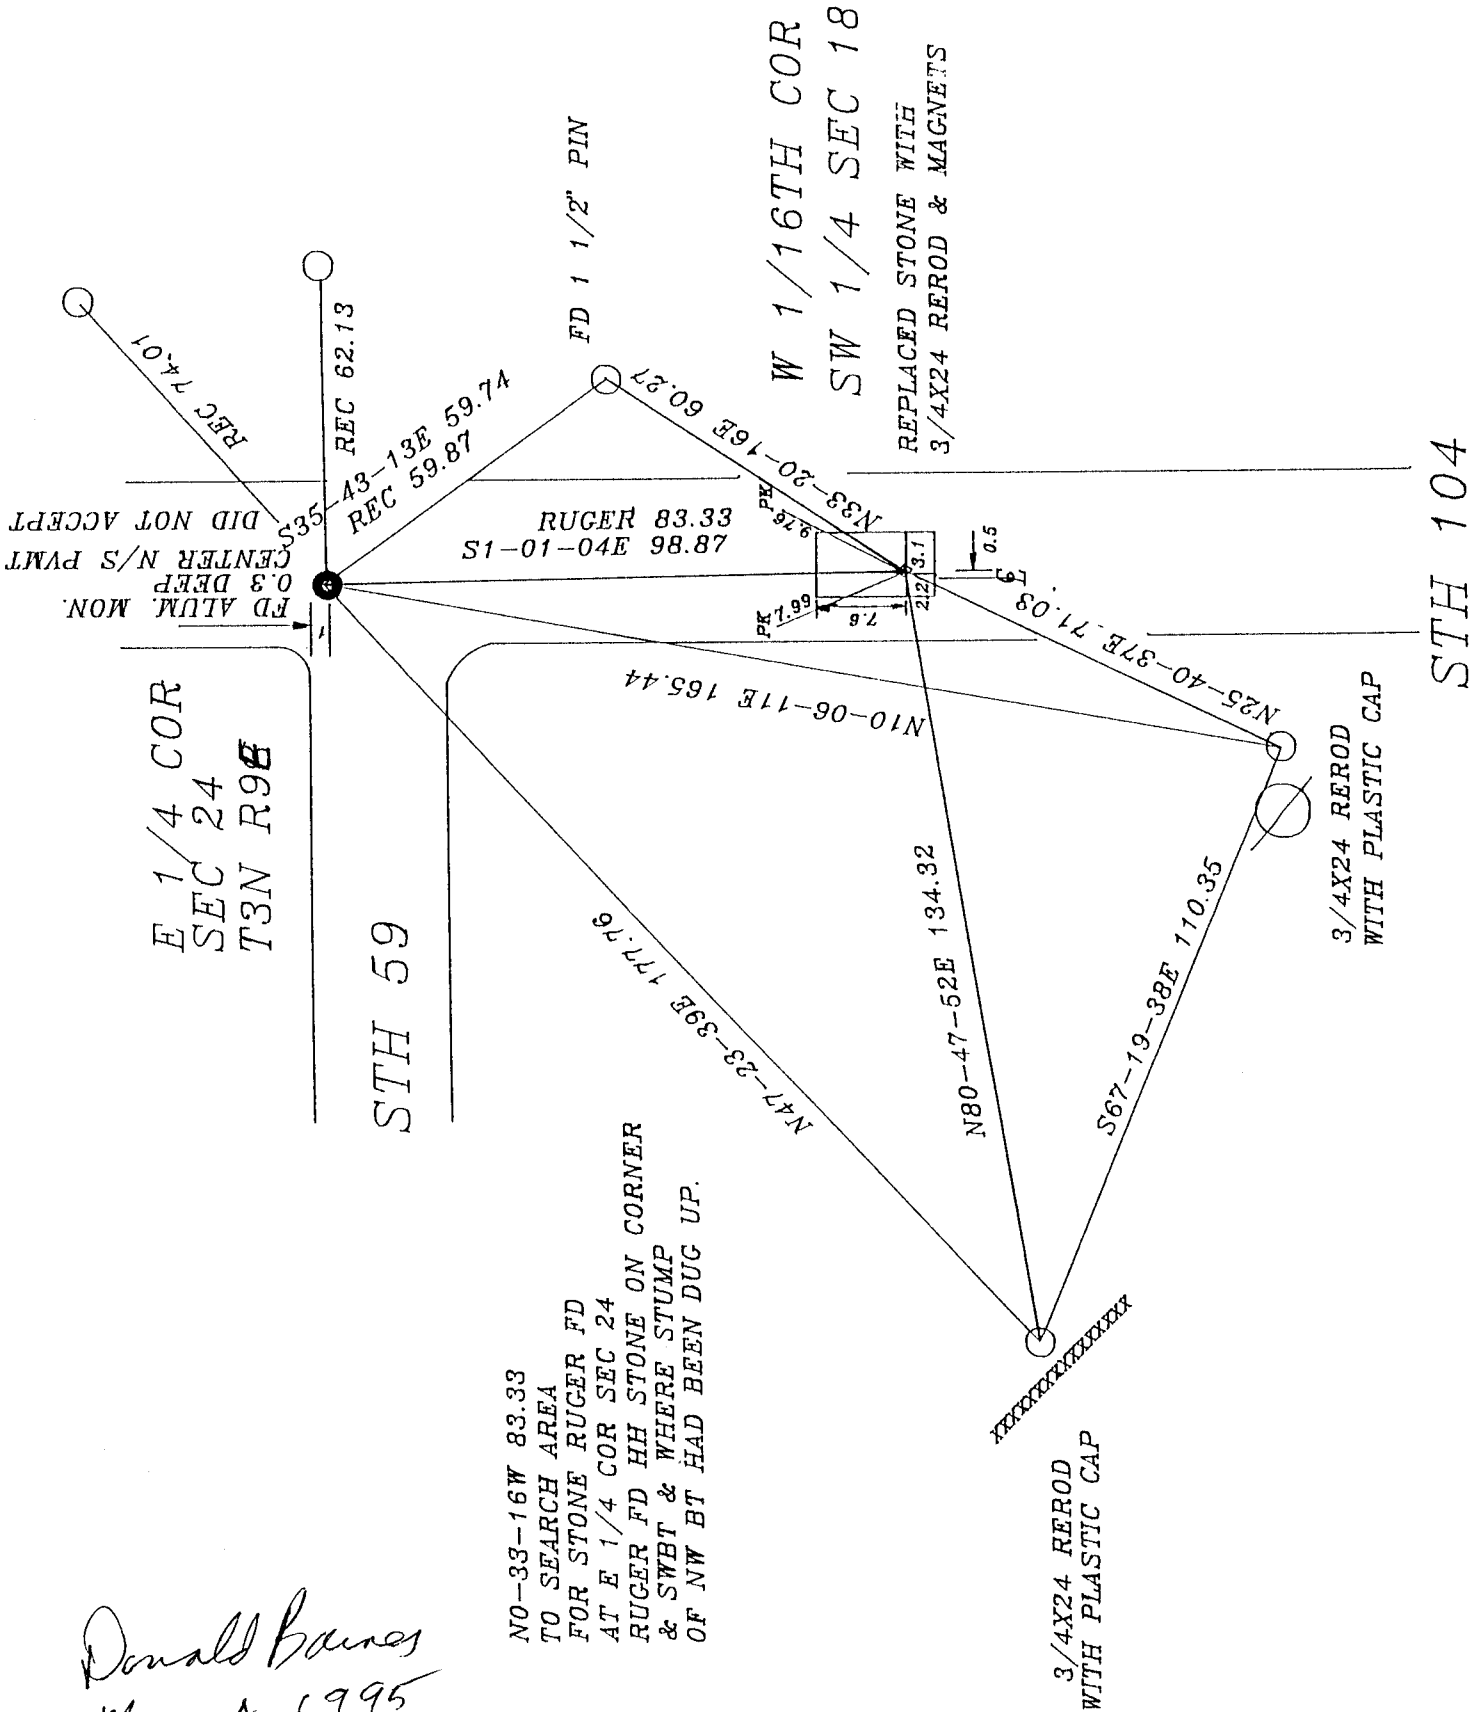 FD ALUM. MON.
0.3 DEEP
CENTER N/S PVMT
DID NOT ACCEPT
REC 74.01
REC 62.13
S35-43-13E 59.74
REC 59.87
FD 1 1/2" PIN
E 1/4 COR
SEC 24
T3N R9E
1
RUGER 83.33
S1-01-04E 98.87
N33-20-16E 60.27
W 1/16TH COR
SW 1/4 SEC 18
REPLACED STONE WITH
3/4X24 REROD & MAGNETS
PK
9.76
PK
7.99
7.6
2.2
3.1
0.5
STH 59
STH 104
N10-06-11E 165.44
N25-40-37E 71.03
N47-23-39E 177.76
N80-47-52E 134.32
S67-19-38E 110.35
3/4X24 REROD
WITH PLASTIC CAP
N0-33-16W 83.33
TO SEARCH AREA
FOR STONE RUGER FD
AT E 1/4 COR SEC 24
RUGER FD HH STONE ON CORNER
& SWBT & WHERE STUMP
OF NW BT HAD BEEN DUG UP.
XXXXXXXXXXXXXXXXX
3/4X24 REROD
WITH PLASTIC CAP
Donald Barnes
1995